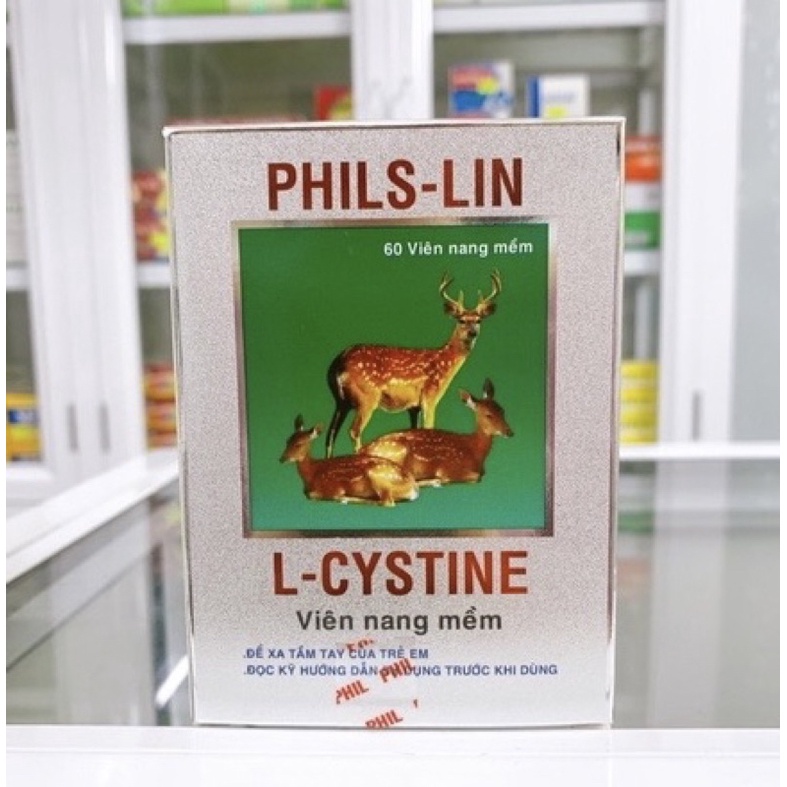 PHILS-LIN
60 Viên nang mềm
L-CYSTINE
Viên nang mềm
.ĐỂ XA TẦM TAY CỦA TRẺ EM
.ĐỌC KỸ HƯỚNG DẪN SỬ DỤNG TRƯỚC KHI DÙNG
PHIL PHIL
PHIL